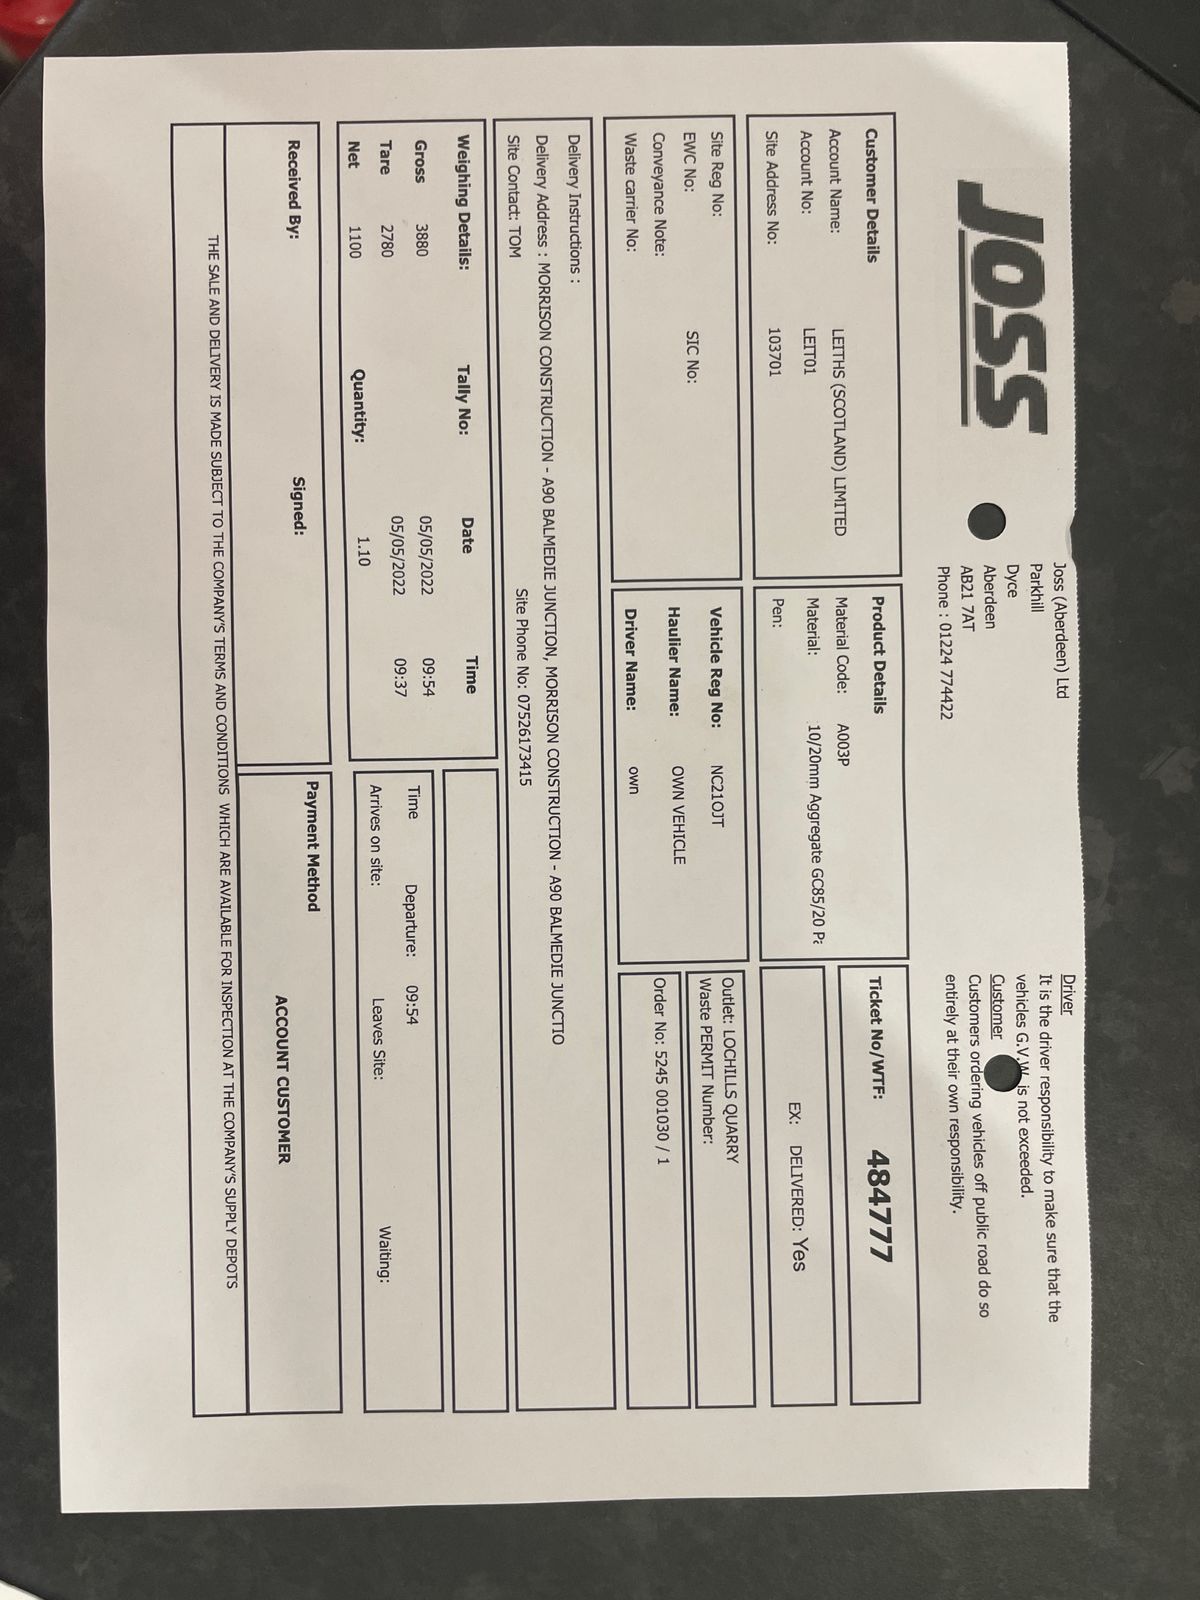 JOSS
Joss (Aberdeen) Ltd
Parkhill
Dyce
Aberdeen
AB21 7AT
Phone : 01224 774422
Driver
It is the driver responsibility to make sure that the
vehicles G.V.W. is not exceeded.
Customer
Customers ordering vehicles off public road do so
entirely at their own responsibility.
Customer Details
Account Name: LEITHS (SCOTLAND) LIMITED
Account No: LEIT01
Site Address No: 103701
Product Details
Material Code: A003P
Material: 10/20mm Aggregate GC85/20 Pa
Pen:
Ticket No/WTF: 484777
EX: DELIVERED: Yes
Site Reg No:
EWC No: SIC No:
Conveyance Note:
Waste carrier No:
Vehicle Reg No: NC21OJT
Haulier Name: OWN VEHICLE
Driver Name: own
Outlet: LOCHILLS QUARRY
Waste PERMIT Number:
Order No: 5245 001030 / 1
Delivery Instructions :
Delivery Address : MORRISON CONSTRUCTION - A90 BALMEDIE JUNCTION, MORRISON CONSTRUCTION - A90 BALMEDIE JUNCTIO
Site Contact: TOM Site Phone No: 07526173415
Weighing Details: Tally No: Date Time
Gross 3880 05/05/2022 09:54
Tare 2780 05/05/2022 09:37
Net 1100 Quantity: 1.10
Time Departure: 09:54
Arrives on site: Leaves Site: Waiting:
Received By: Signed:
Payment Method
ACCOUNT CUSTOMER
THE SALE AND DELIVERY IS MADE SUBJECT TO THE COMPANY'S TERMS AND CONDITIONS WHICH ARE AVAILABLE FOR INSPECTION AT THE COMPANY'S SUPPLY DEPOTS